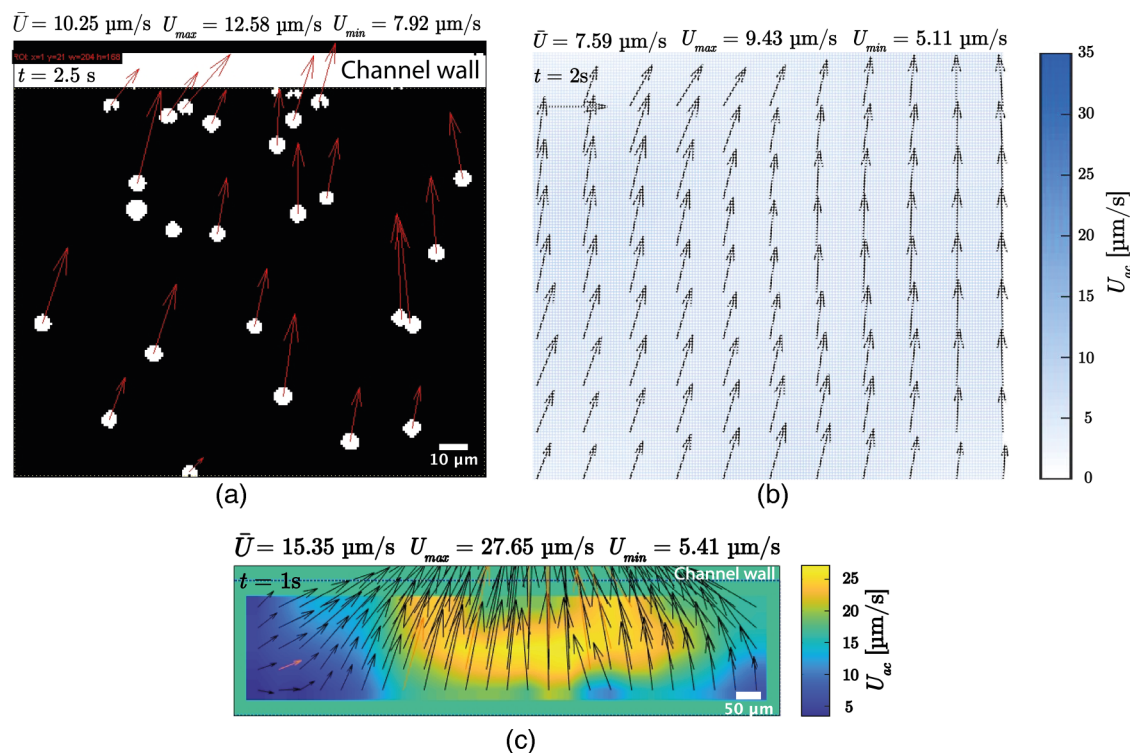 Ū = 10.25 µm/s U_max = 12.58 µm/s U_min = 7.92 µm/s
t = 2.5 s
Channel wall
10 µm
(a)
Ū = 7.59 µm/s U_max = 9.43 µm/s U_min = 5.11 µm/s
t = 2s
35
30
25
20
15
10
5
0
U_ac [µm/s]
(b)
Ū = 15.35 µm/s U_max = 27.65 µm/s U_min = 5.41 µm/s
t = 1s
Channel wall
50 µm
25
20
15
10
5
U_ac [µm/s]
(c)